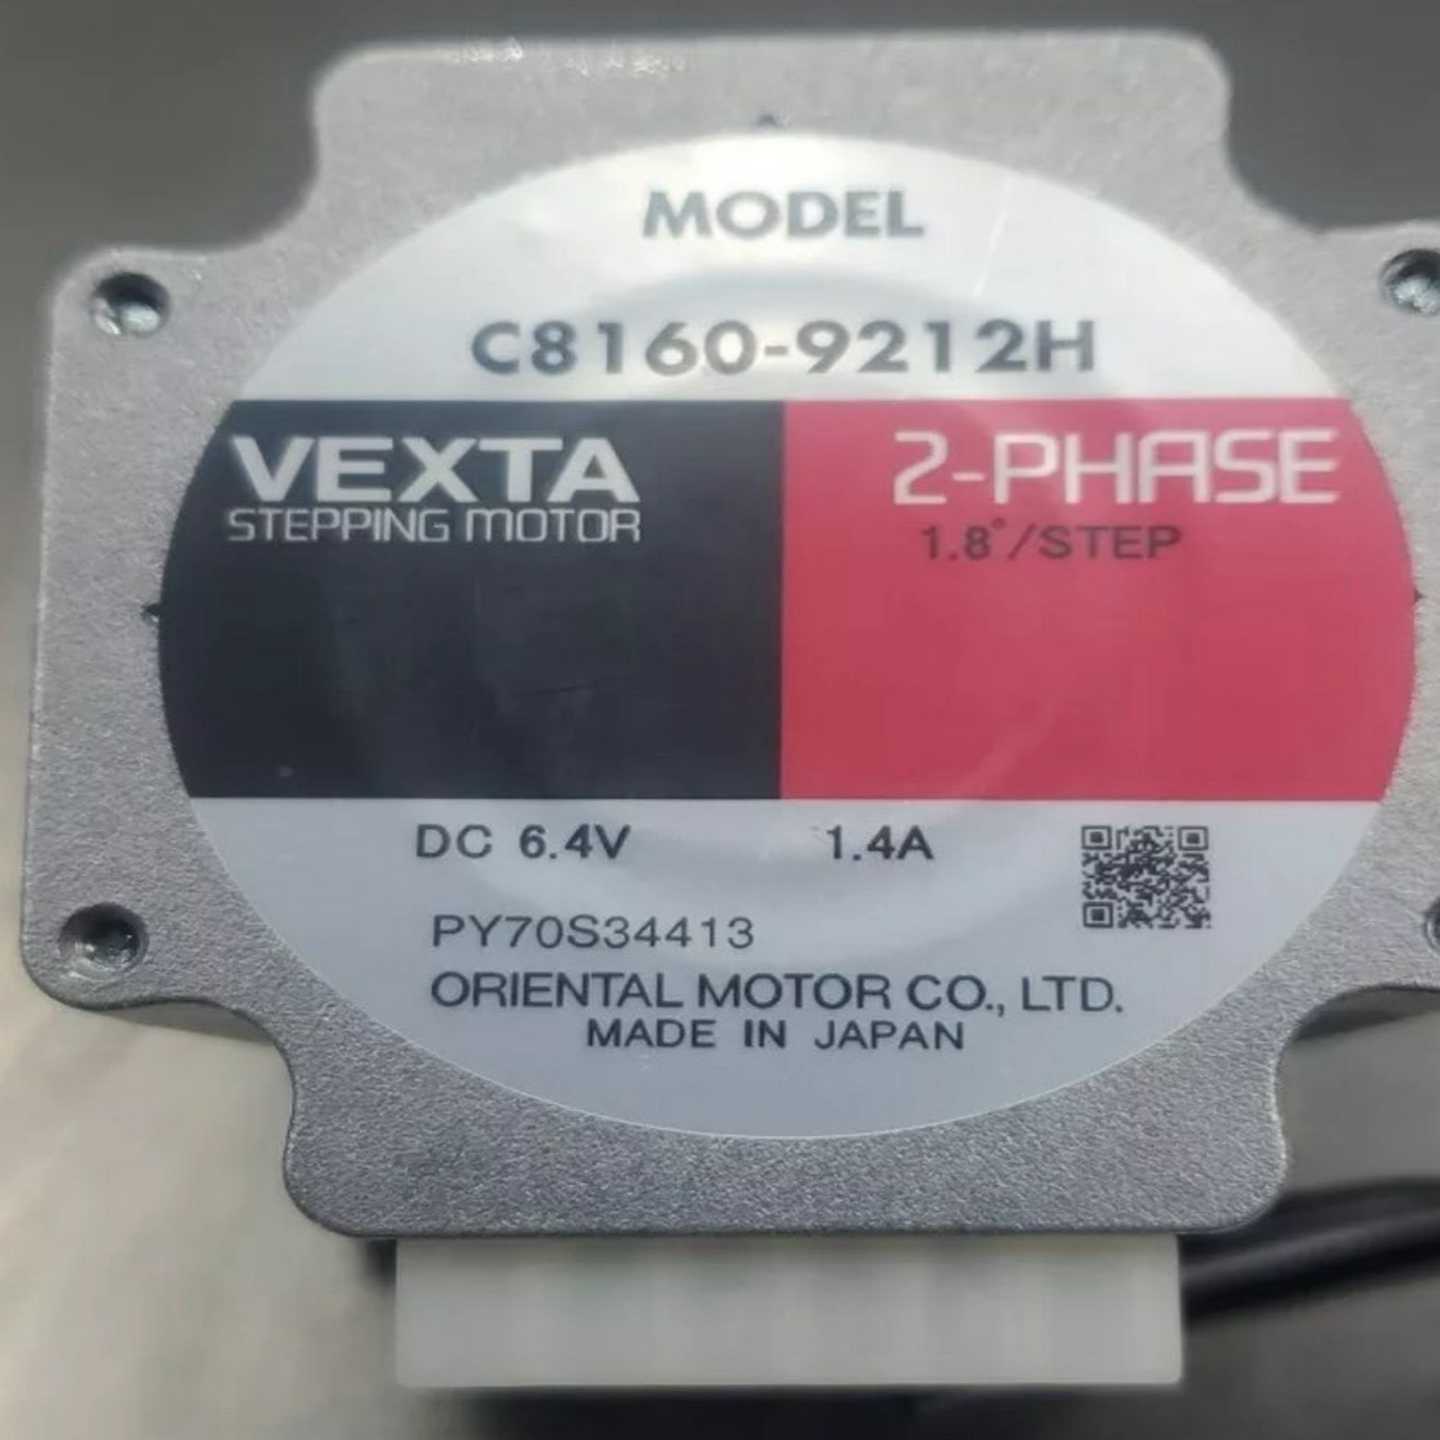 MODEL
C8160-9212H
VEXTA
STEPPING MOTOR
2-PHASE
1.8°/STEP
DC 6.4V 1.4A
PY70S34413
ORIENTAL MOTOR CO., LTD.
MADE IN JAPAN